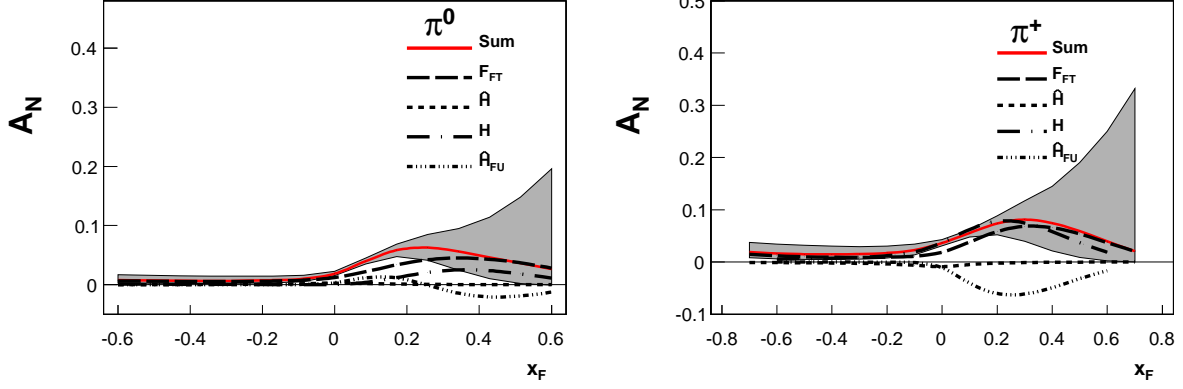 π⁰
Sum
F_FT
Ĥ
H
Ĥ_FU
A_N
0.4
0.3
0.2
0.1
0
-0.6 -0.4 -0.2 0 0.2 0.4 0.6
x_F
π⁺
Sum
F_FT
Ĥ
H
Ĥ_FU
A_N
0.5
0.4
0.3
0.2
0.1
0
-0.1
-0.8 -0.6 -0.4 -0.2 0 0.2 0.4 0.6 0.8
x_F